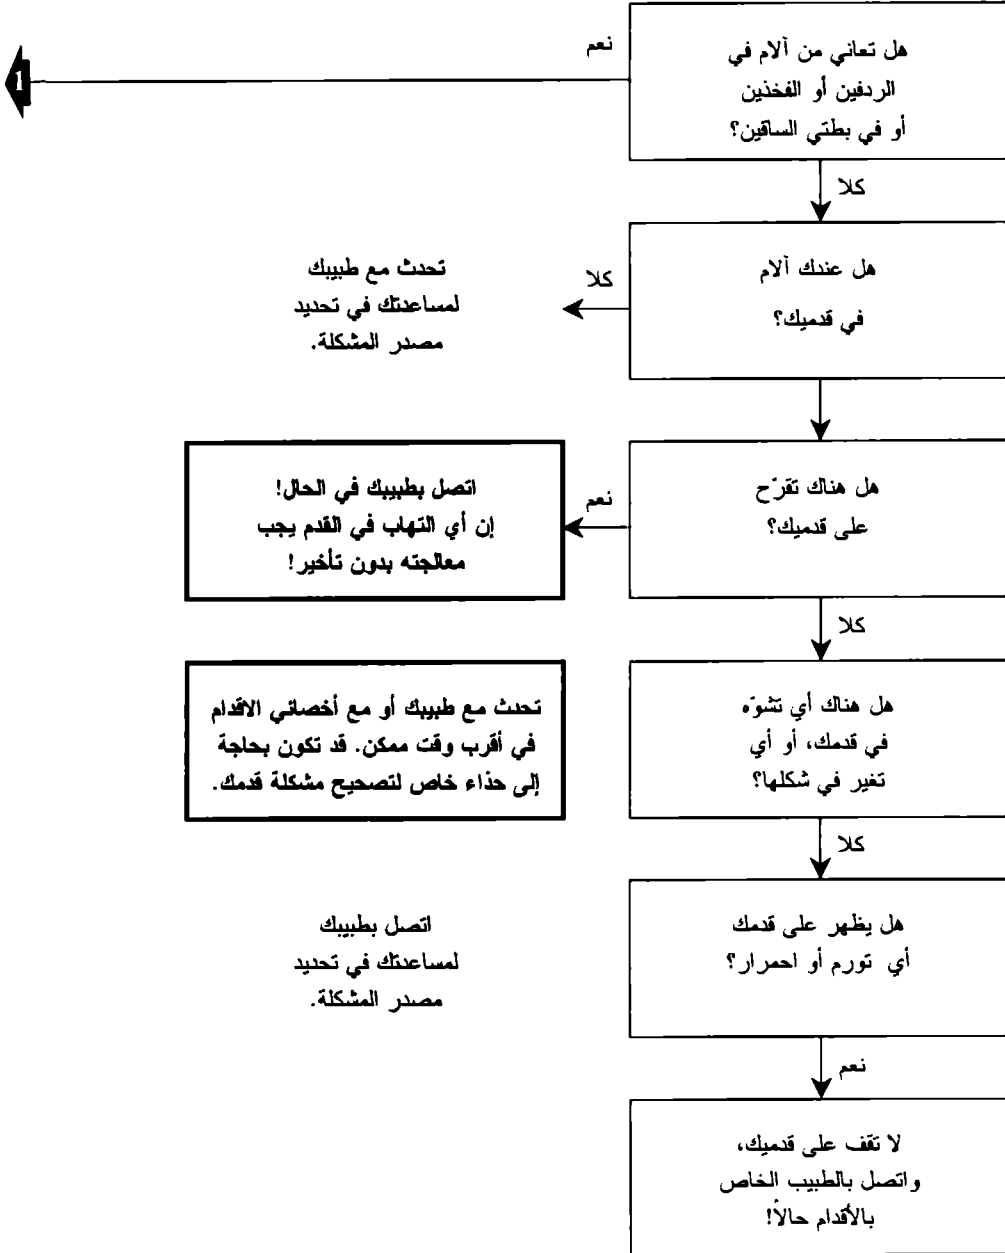 هل تعاني من آلام في
الردفين أو الفخذين
أو في بطتي الساقين؟
نعم
1
كلا
هل عندك آلام
في قدميك؟
كلا
تحدث مع طبيبك
لمساعدتك في تحديد
مصدر المشكلة.
هل هناك تقرّح
على قدميك؟
نعم
اتصل بطبيبك في الحال!
إن أي التهاب في القدم يجب
معالجته بدون تأخير!
كلا
هل هناك أي تشوّه
في قدمك، أو أي
تغير في شكلها؟
تحدث مع طبيبك أو مع أخصائي الاقدام
في أقرب وقت ممكن. قد تكون بحاجة
إلى حذاء خاص لتصحيح مشكلة قدمك.
كلا
هل يظهر على قدمك
أي تورم أو احمرار؟
اتصل بطبيبك
لمساعدتك في تحديد
مصدر المشكلة.
نعم
لا تقف على قدميك،
واتصل بالطبيب الخاص
بالأقدام حالاً!